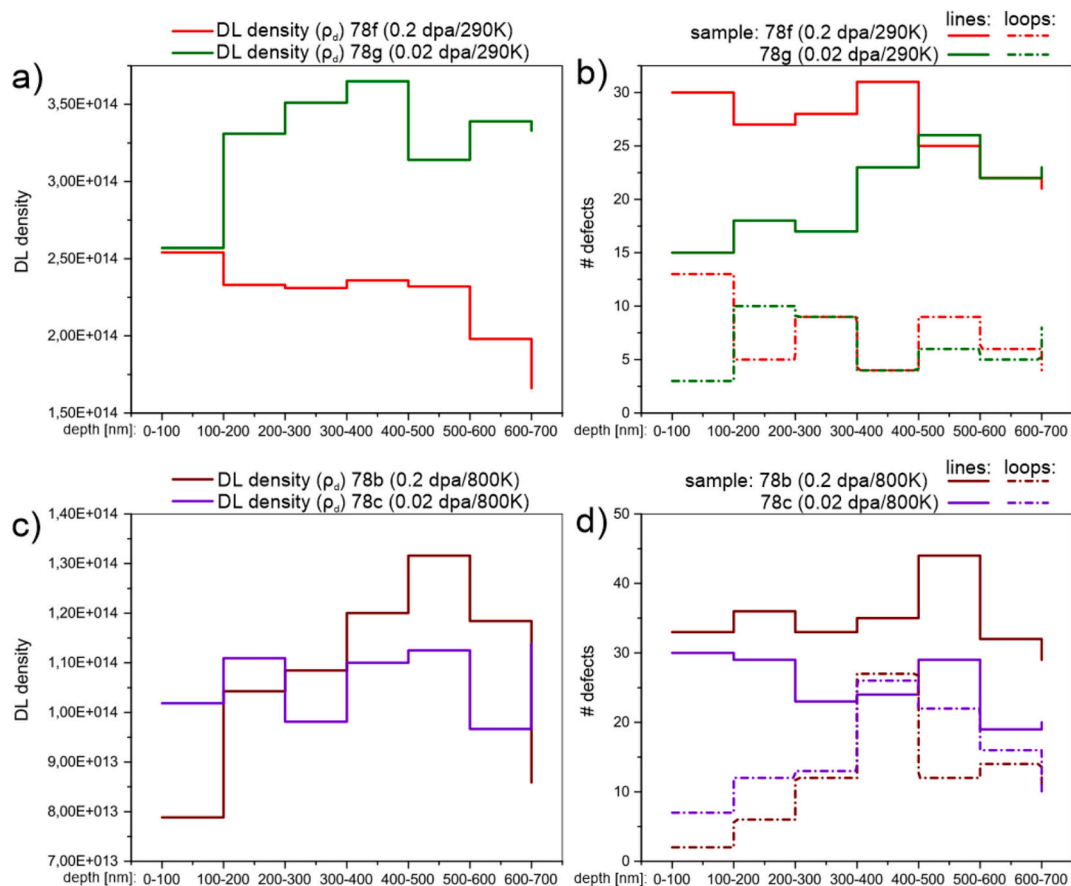 DL density (ρd) 78f (0.2 dpa/290K)
DL density (ρd) 78g (0.02 dpa/290K)
a)
3,50E+014
3,00E+014
2,50E+014
2,00E+014
1,50E+014
DL density
depth [nm]: 0-100 100-200 200-300 300-400 400-500 500-600 600-700
lines: loops:
sample: 78f (0.2 dpa/290K)
78g (0.02 dpa/290K)
b)
30
25
20
15
10
5
0
# defects
depth [nm]: 0-100 100-200 200-300 300-400 400-500 500-600 600-700
DL density (ρd) 78b (0.2 dpa/800K)
DL density (ρd) 78c (0.02 dpa/800K)
c)
1,40E+014
1,30E+014
1,20E+014
1,10E+014
1,00E+014
9,00E+013
8,00E+013
7,00E+013
DL density
depth [nm]: 0-100 100-200 200-300 300-400 400-500 500-600 600-700
lines: loops:
sample: 78b (0.2 dpa/800K)
78c (0.02 dpa/800K)
d)
50
40
30
20
10
0
# defects
depth [nm]: 0-100 100-200 200-300 300-400 400-500 500-600 600-700